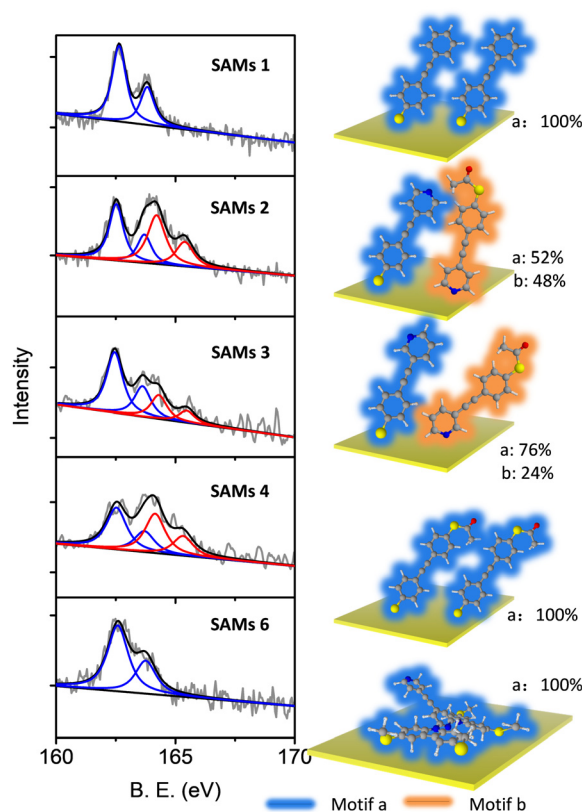 SAMs 1
a: 100%
SAMs 2
a: 52%
b: 48%
SAMs 3
a: 76%
b: 24%
SAMs 4
a: 100%
SAMs 6
a: 100%
Intensity
160 165 170
B. E. (eV)
Motif a Motif b